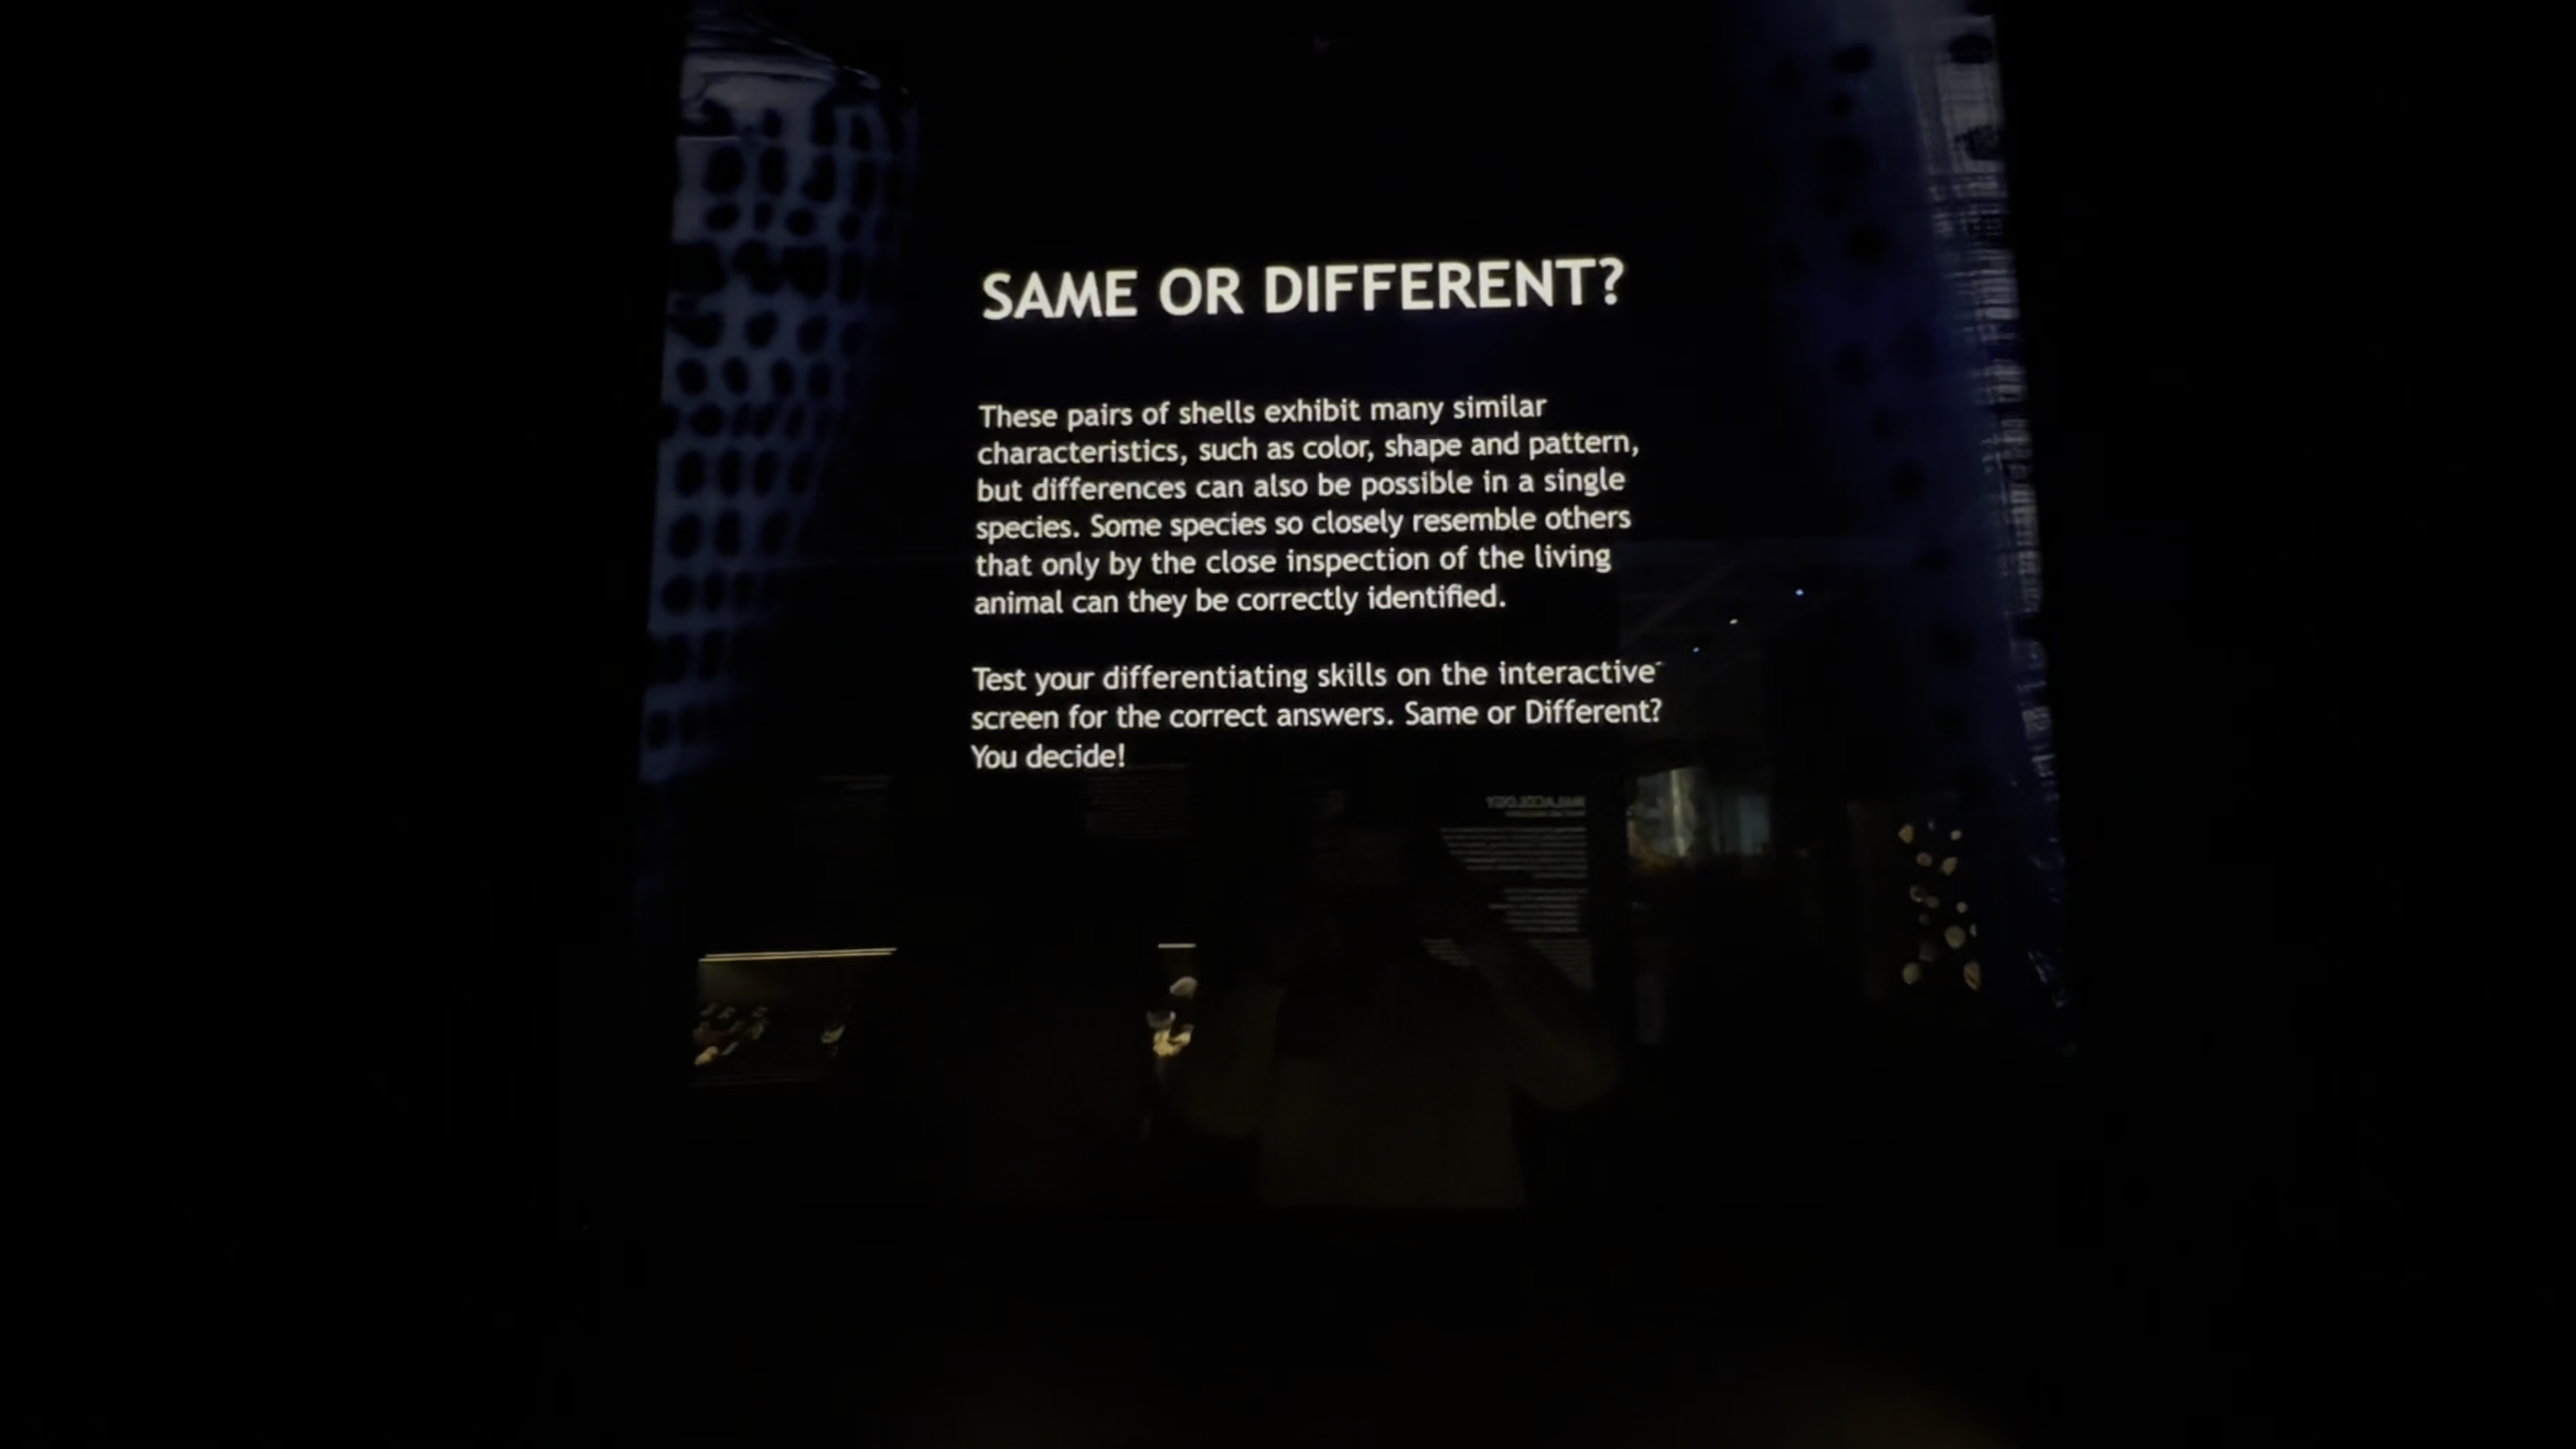 SAME OR DIFFERENT?
These pairs of shells exhibit many similar
characteristics, such as color, shape and pattern,
but differences can also be possible in a single
species. Some species so closely resemble others
that only by the close inspection of the living
animal can they be correctly identified.
Test your differentiating skills on the interactive
screen for the correct answers. Same or Different?
You decide!